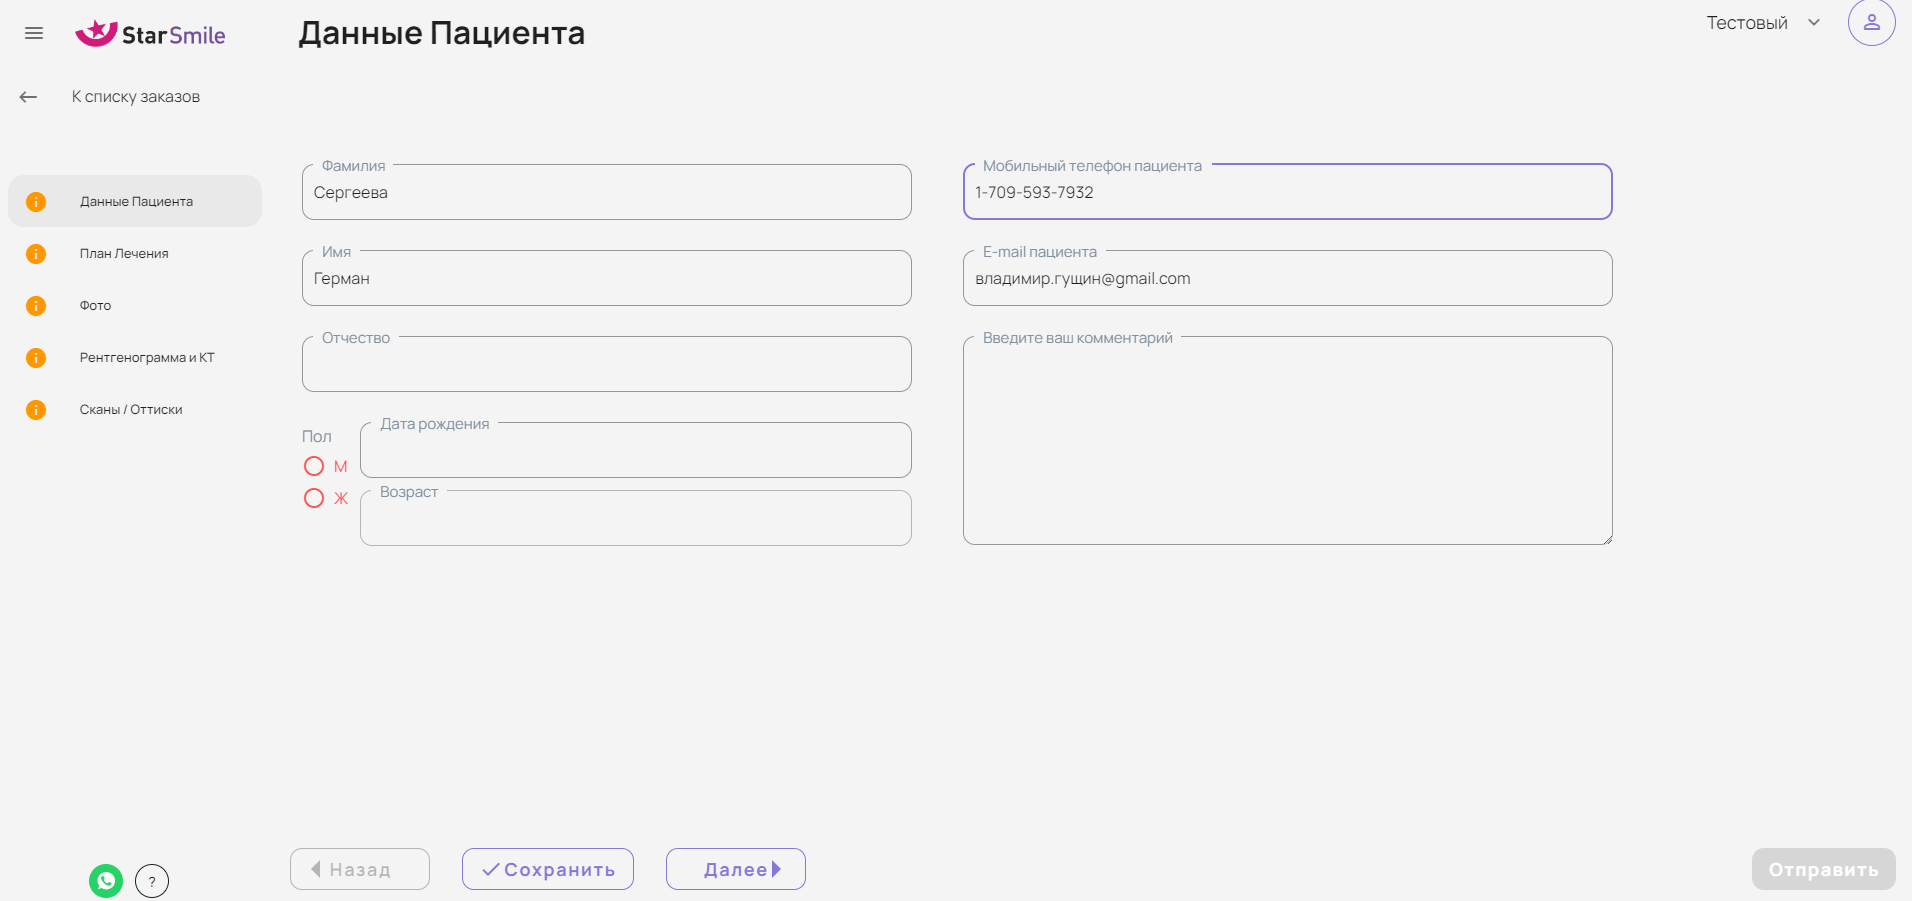 StarSmile
Данные Пациента
Тестовый
К списку заказов
Данные Пациента
План Лечения
Фото
Рентгенограмма и КТ
Сканы / Оттиски
Фамилия
Сергеева
Имя
Герман
Отчество
Пол
М
Ж
Дата рождения
Возраст
Мобильный телефон пациента
1-709-593-7932
E-mail пациента
владимир.гущин@gmail.com
Введите ваш комментарий
?
Назад
Сохранить
Далее
Отправить